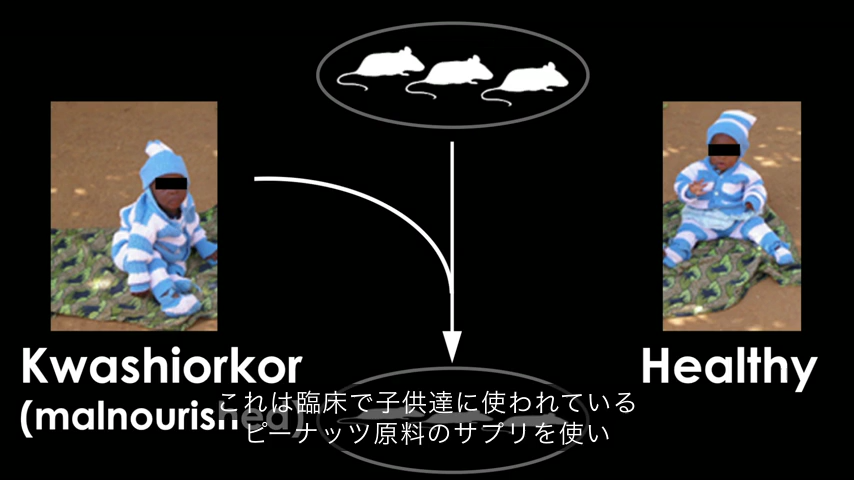 Kwashiorkor
(malnourished)
Healthy
これは臨床で子供達に使われている
ピーナッツ原料のサプリを使い